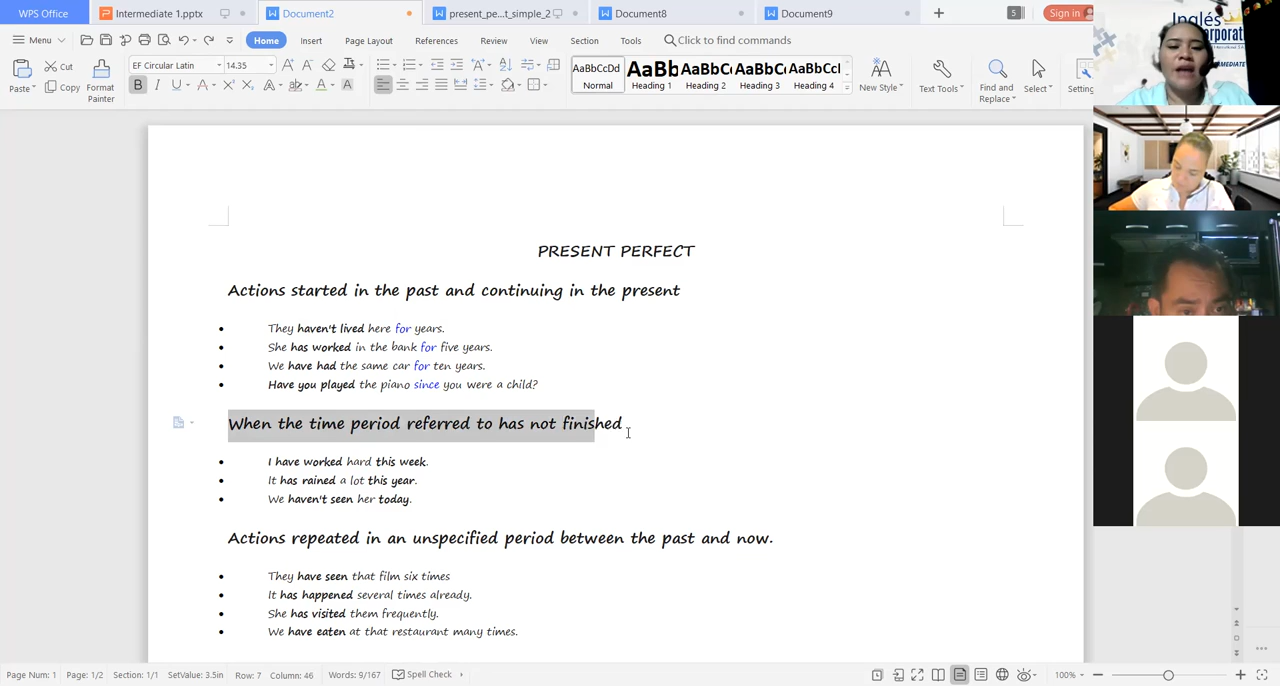 WPS Office
Intermediate 1.pptx
Document2
present_pe...t_simple_2
Document8
Document9
5
Sign in
Menu
Home
Insert
Page Layout
References
Review
View
Section
Tools
Click to find commands
Paste
Cut
Copy
Format Painter
EF Circular Latin
14.35
AaBbCcDd
Normal
AaBb
Heading 1
AaBbC
Heading 2
AaBbC
Heading 3
AaBbCcl
Heading 4
New Style
Text Tools
Find and Replace
Select
Setting
Inglés
PRESENT PERFECT
Actions started in the past and continuing in the present
• They haven't lived here for years.
• She has worked in the bank for five years.
• We have had the same car for ten years.
• Have you played the piano since you were a child?
When the time period referred to has not finished
• I have worked hard this week.
• It has rained a lot this year.
• We haven't seen her today.
Actions repeated in an unspecified period between the past and now.
• They have seen that film six times
• It has happened several times already.
• She has visited them frequently.
• We have eaten at that restaurant many times.
Page Num: 1
Page: 1/2
Section: 1/1
SetValue: 3.5in
Row: 7
Column: 46
Words: 9/167
Spell Check
100%